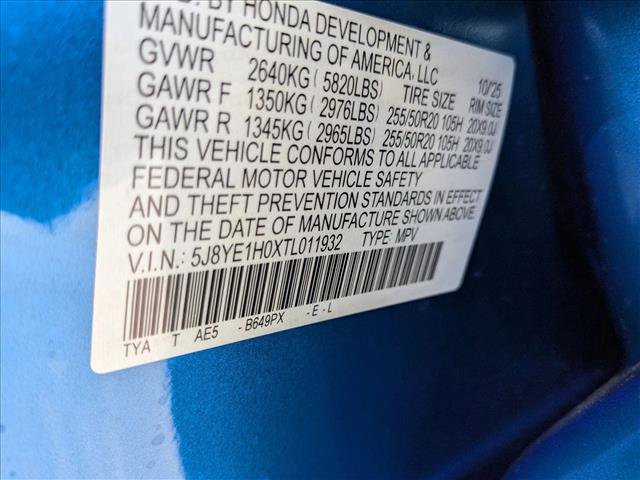 BY HONDA DEVELOPMENT &
MANUFACTURING OF AMERICA, LLC 10/25
GVWR 2640KG ( 5820LBS) TIRE SIZE RIM SIZE
GAWR F 1350KG ( 2976LBS) 255/50R20 105H 20X9.0J
GAWR R 1345KG ( 2965LBS) 255/50R20 105H 20X9.0J
THIS VEHICLE CONFORMS TO ALL APPLICABLE
FEDERAL MOTOR VEHICLE SAFETY
AND THEFT PREVENTION STANDARDS IN EFFECT
ON THE DATE OF MANUFACTURE SHOWN ABOVE.
V.I.N.: 5J8YE1H0XTL011932 TYPE: MPV
TYA T AE5 - B649PX - E - L